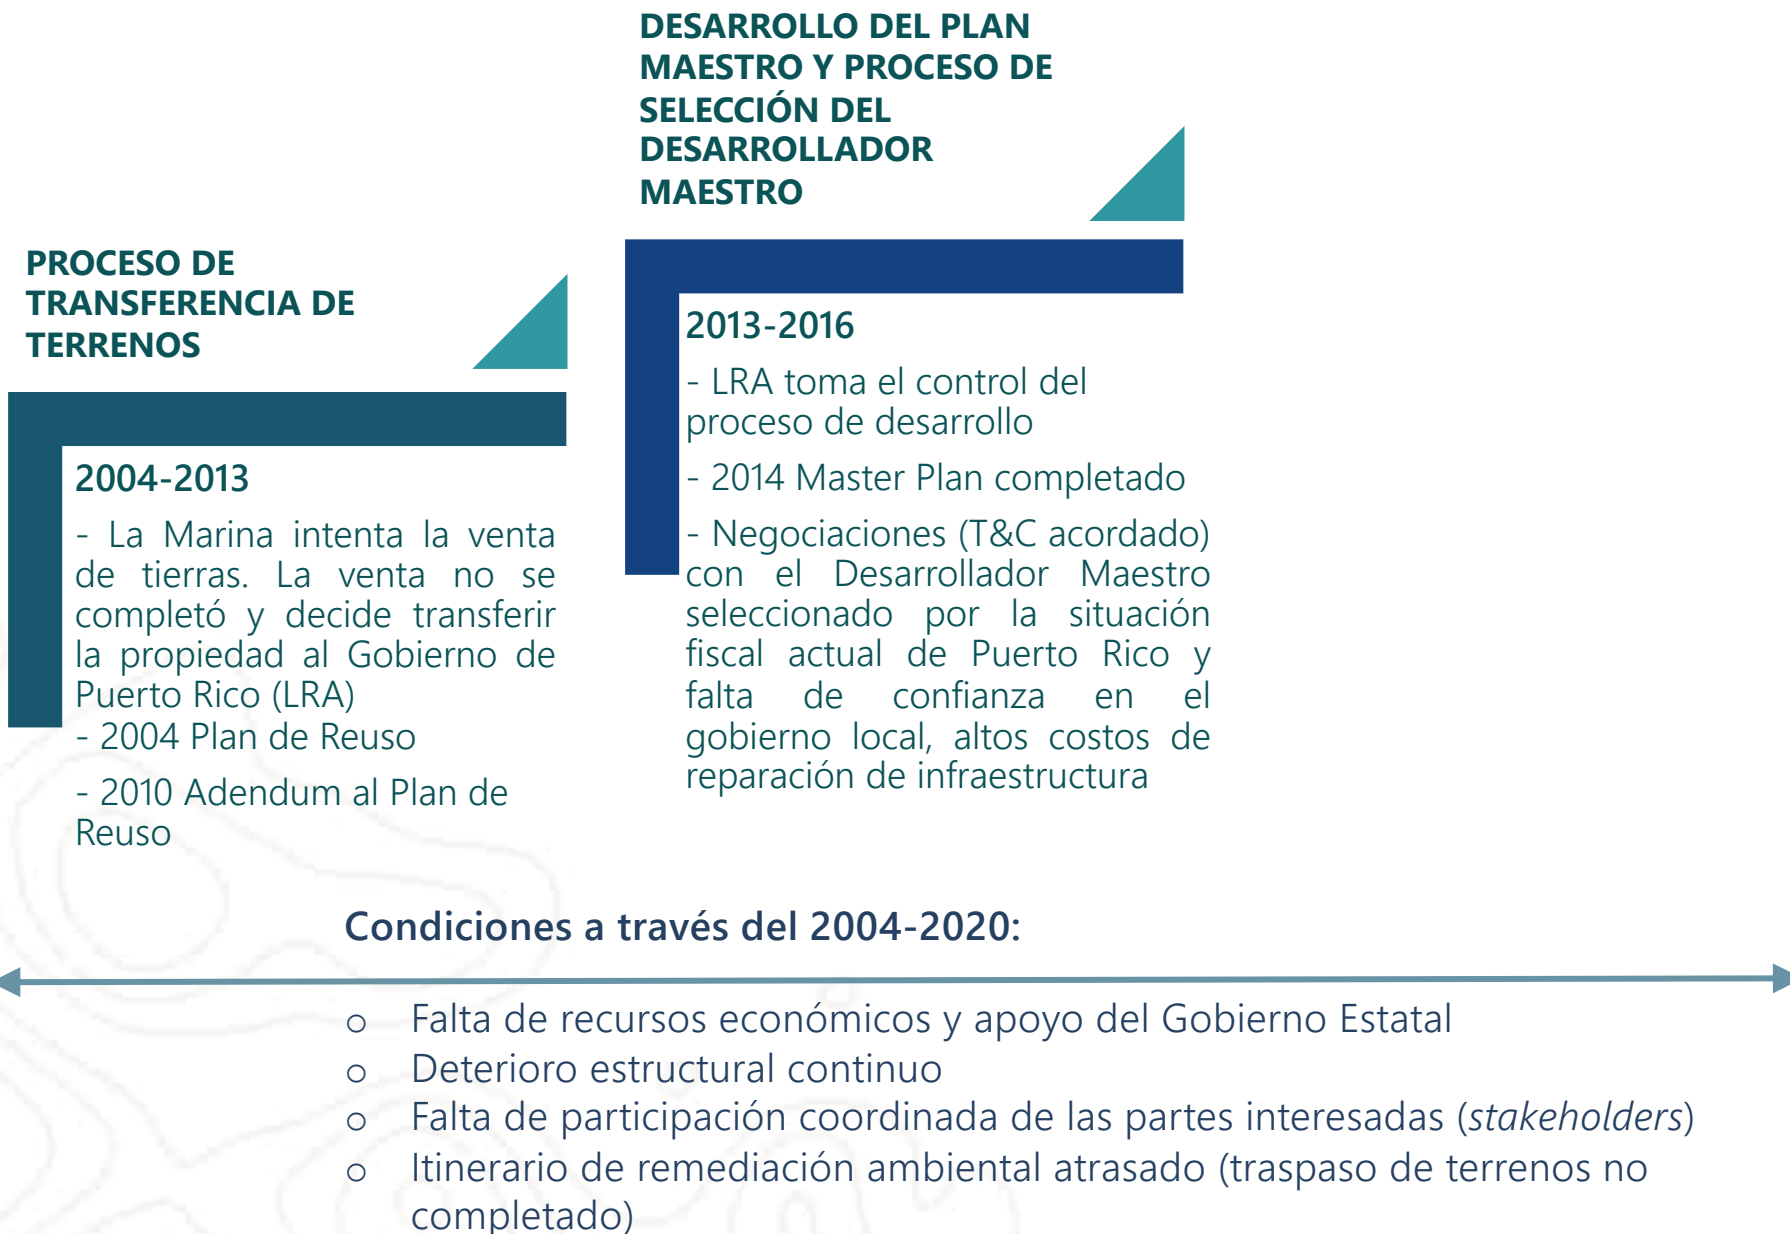 PROCESO DE
TRANSFERENCIA DE
TERRENOS
2004-2013
- La Marina intenta la venta
de tierras. La venta no se
completó y decide transferir
la propiedad al Gobierno de
Puerto Rico (LRA)
- 2004 Plan de Reuso
- 2010 Adendum al Plan de
Reuso
DESARROLLO DEL PLAN
MAESTRO Y PROCESO DE
SELECCIÓN DEL
DESARROLLADOR
MAESTRO
2013-2016
- LRA toma el control del
proceso de desarrollo
- 2014 Master Plan completado
- Negociaciones (T&C acordado)
con el Desarrollador Maestro
seleccionado por la situación
fiscal actual de Puerto Rico y
falta de confianza en el
gobierno local, altos costos de
reparación de infraestructura
Condiciones a través del 2004-2020:
o Falta de recursos económicos y apoyo del Gobierno Estatal
o Deterioro estructural continuo
o Falta de participación coordinada de las partes interesadas (stakeholders)
o Itinerario de remediación ambiental atrasado (traspaso de terrenos no
completado)